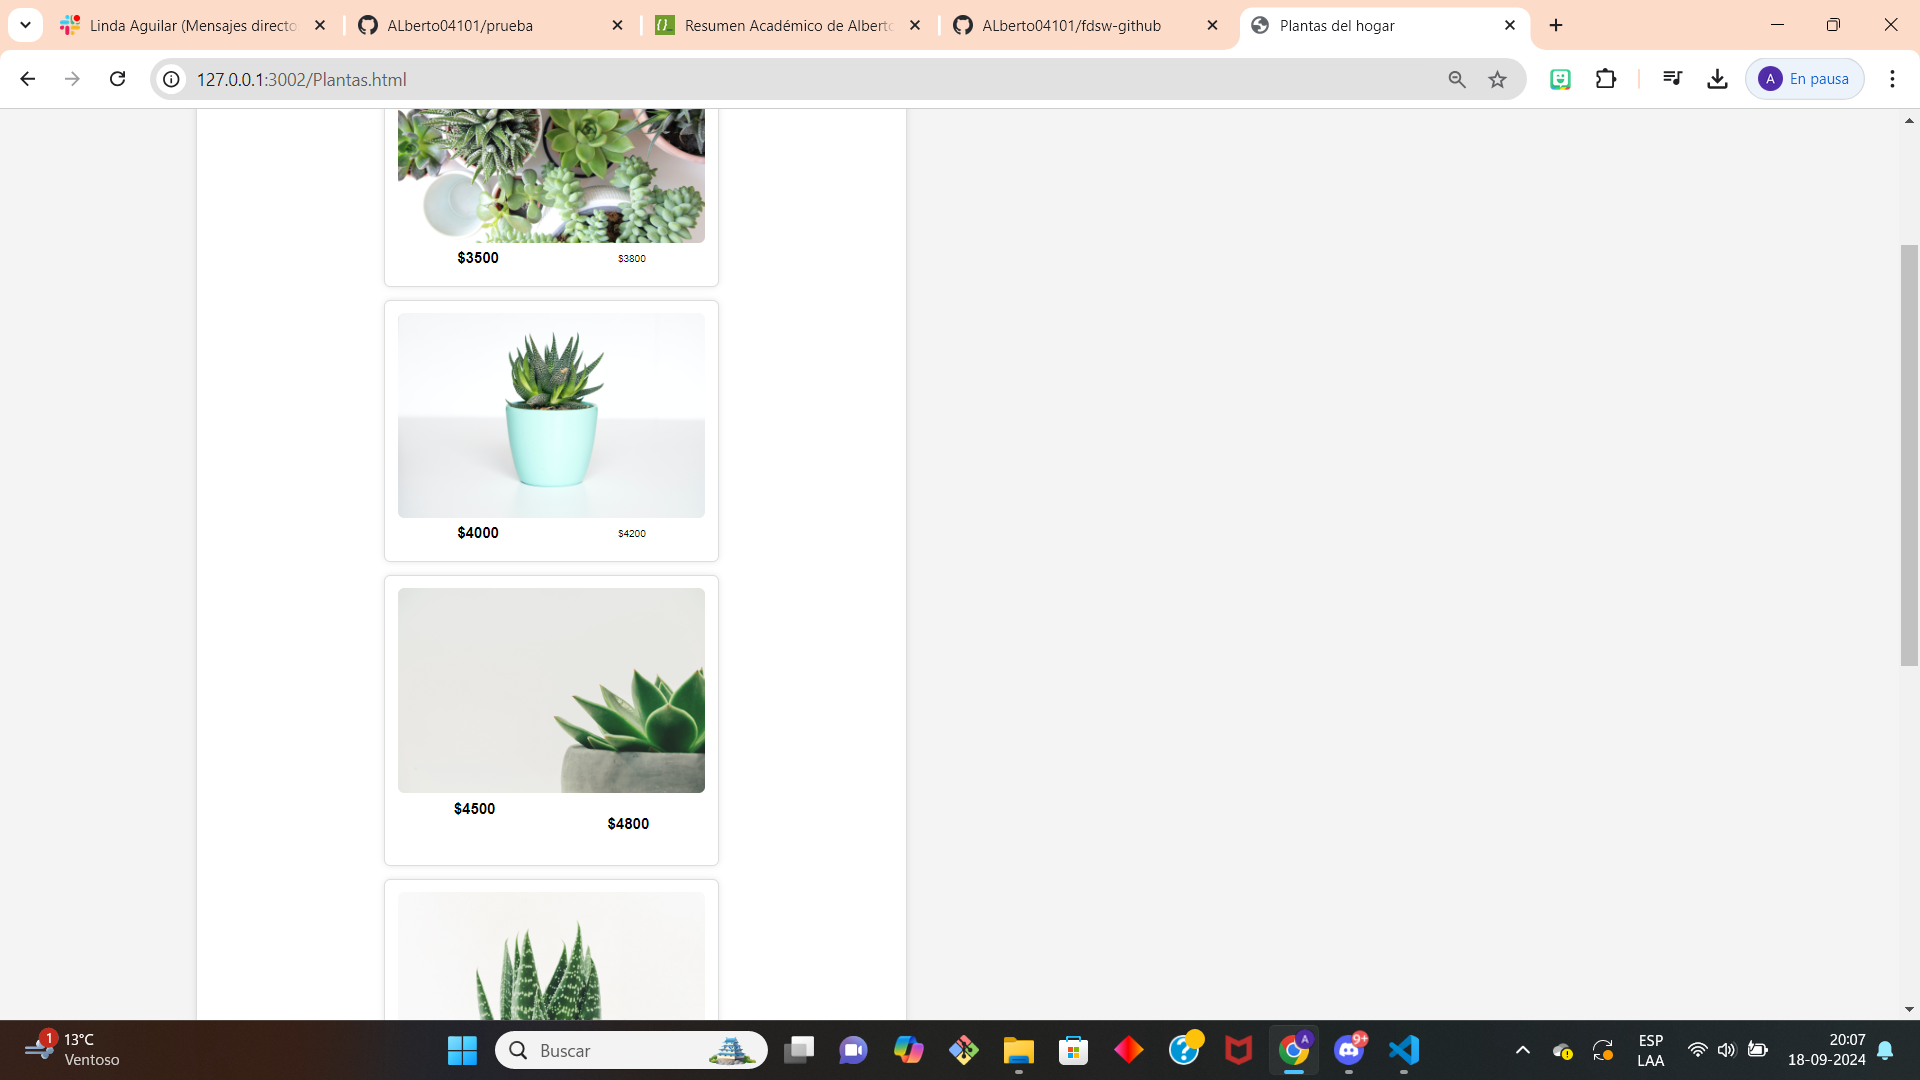 Linda Aguilar (Mensajes directo
ALberto04101/prueba
Resumen Académico de Alberto
ALberto04101/fdsw-github
Plantas del hogar
127.0.0.1:3002/Plantas.html
A
En pausa
$3500 $3800
$4000 $4200
$4500
$4800
1
13°C
Ventoso
Buscar
A
9+
ESP
LAA
20:07
18-09-2024